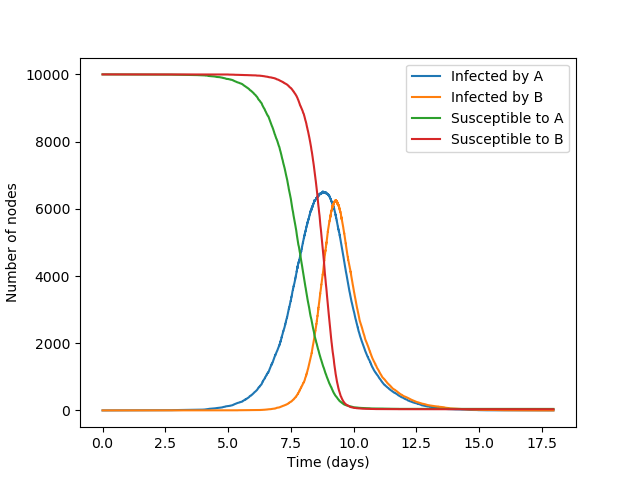 Infected by A
Infected by B
Susceptible to A
Susceptible to B
10000
8000
6000
4000
2000
0
Number of nodes
0.0 2.5 5.0 7.5 10.0 12.5 15.0 17.5
Time (days)